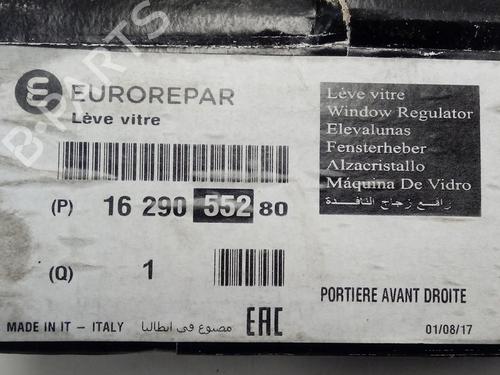 EUROREPAR
Lève vitre
(P) 16 290 552 80
(Q) 1
MADE IN IT - ITALY مصنوع في ايطاليا EAC
Lève vitre
Window Regulator
Elevalunas
Fensterheber
Alzacristallo
Máquina De Vidro
رافع زجاج النافذة
PORTIERE AVANT DROITE
01/08/17
B-PARTS